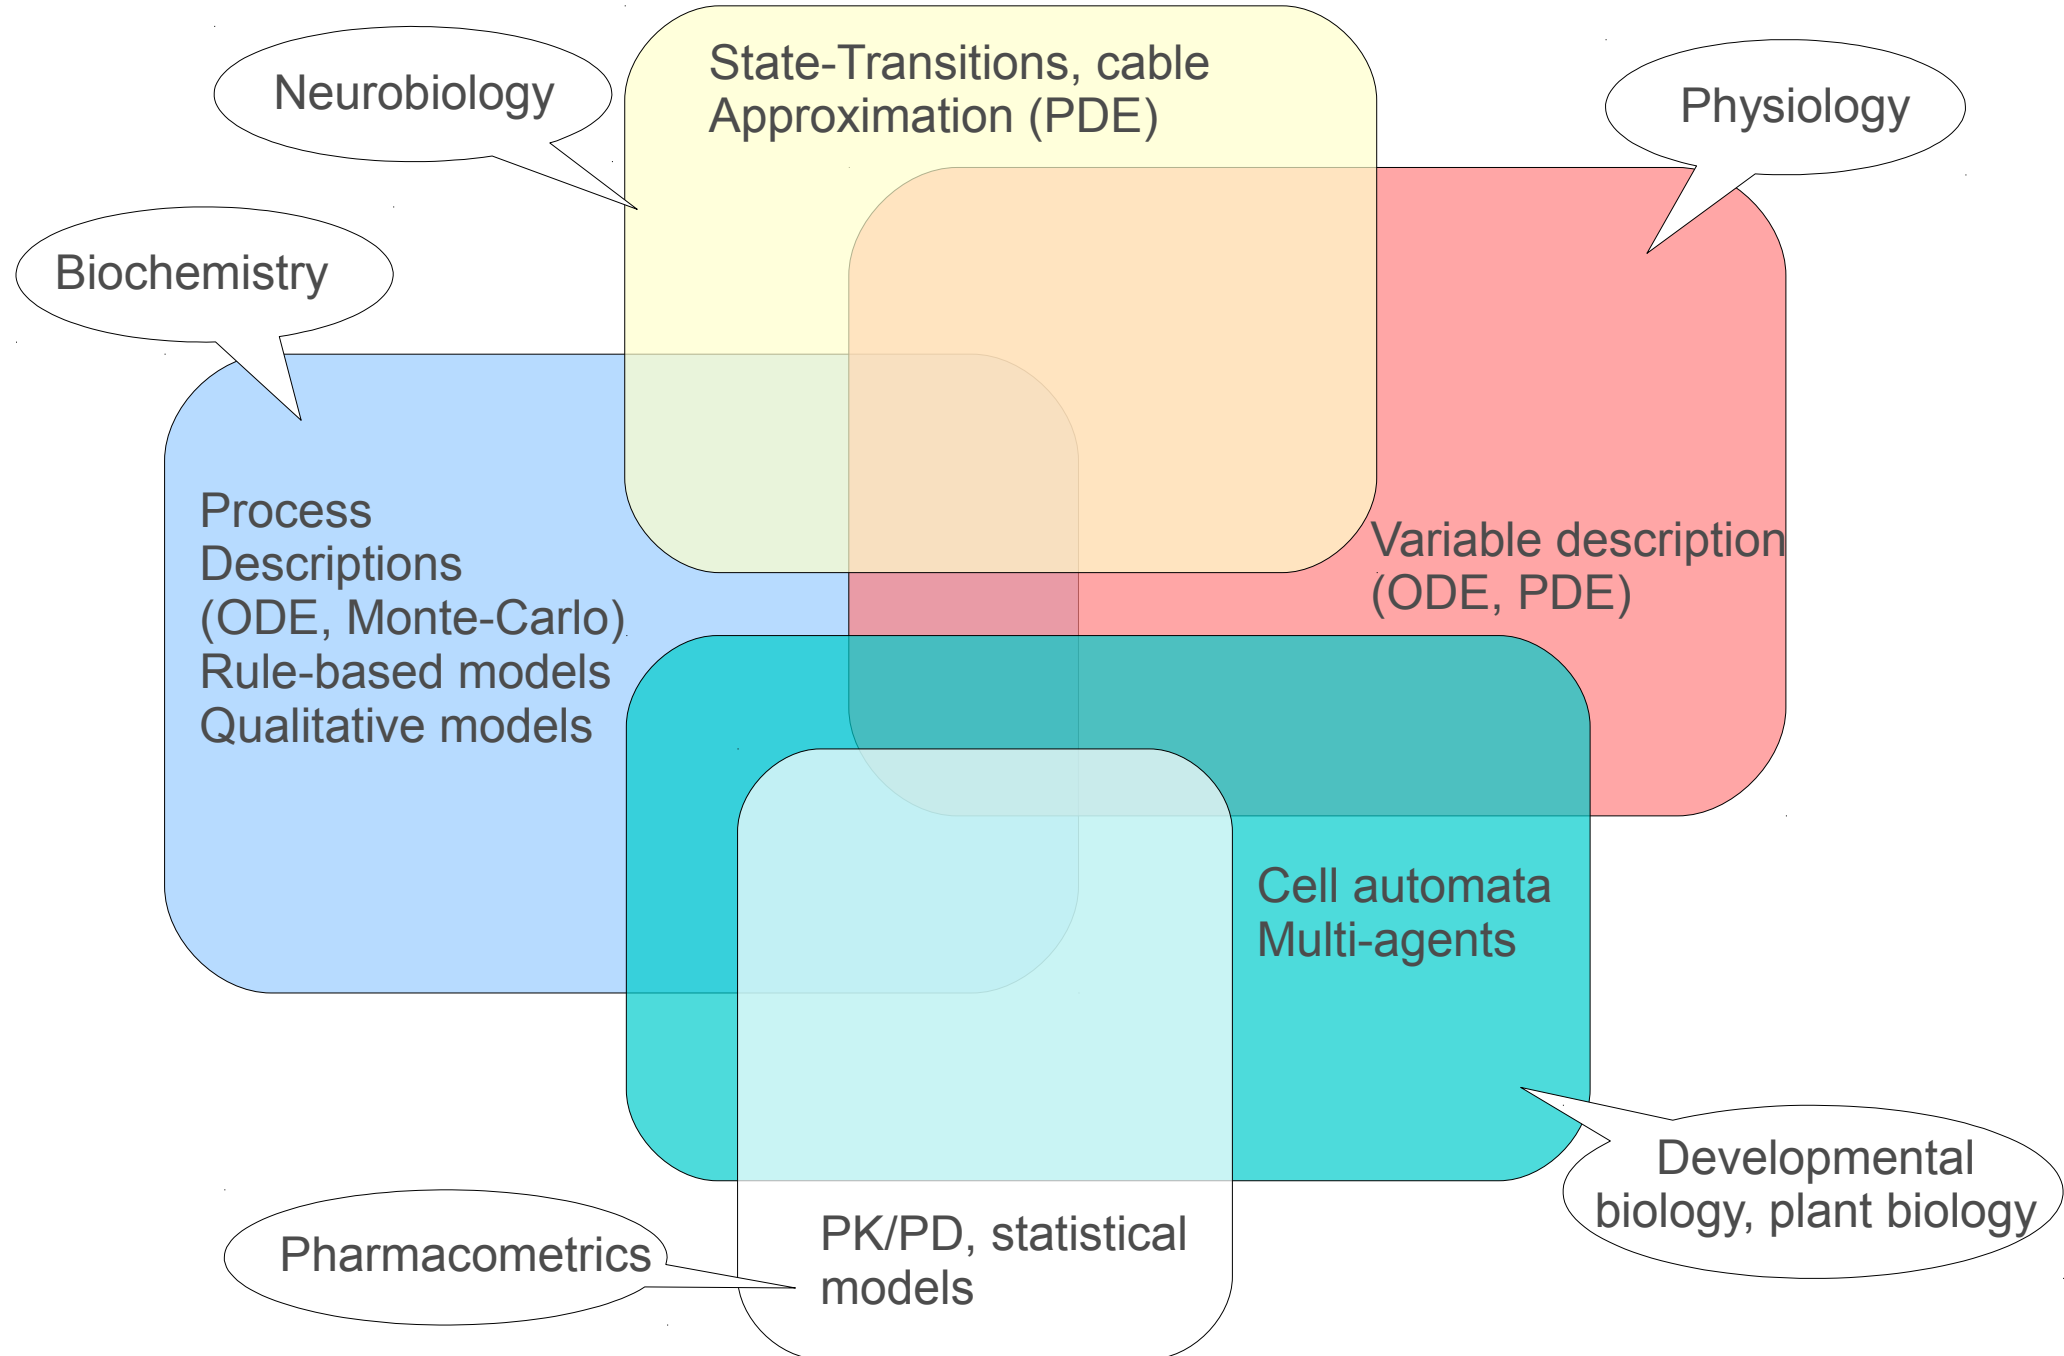 Neurobiology
State-Transitions, cable
Approximation (PDE)
Physiology
Biochemistry
Process
Descriptions
(ODE, Monte-Carlo)
Rule-based models
Qualitative models
Variable description
(ODE, PDE)
Cell automata
Multi-agents
Developmental
biology, plant biology
Pharmacometrics
PK/PD, statistical
models